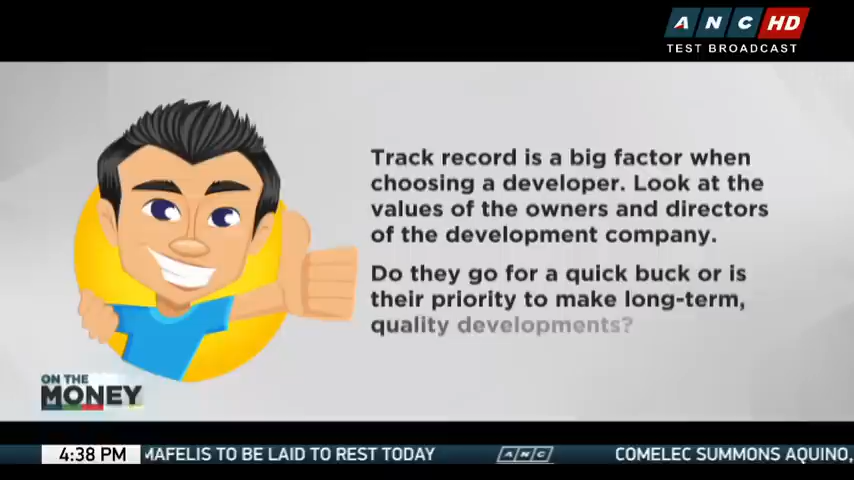 ANC HD
TEST BROADCAST
Track record is a big factor when
choosing a developer. Look at the
values of the owners and directors
of the development company.
Do they go for a quick buck or is
their priority to make long-term,
quality developments?
ON THE
MONEY
4:38 PM
TO BE LAID TO REST TODAY
ANC
COMELEC SUMMONS AQUINO,